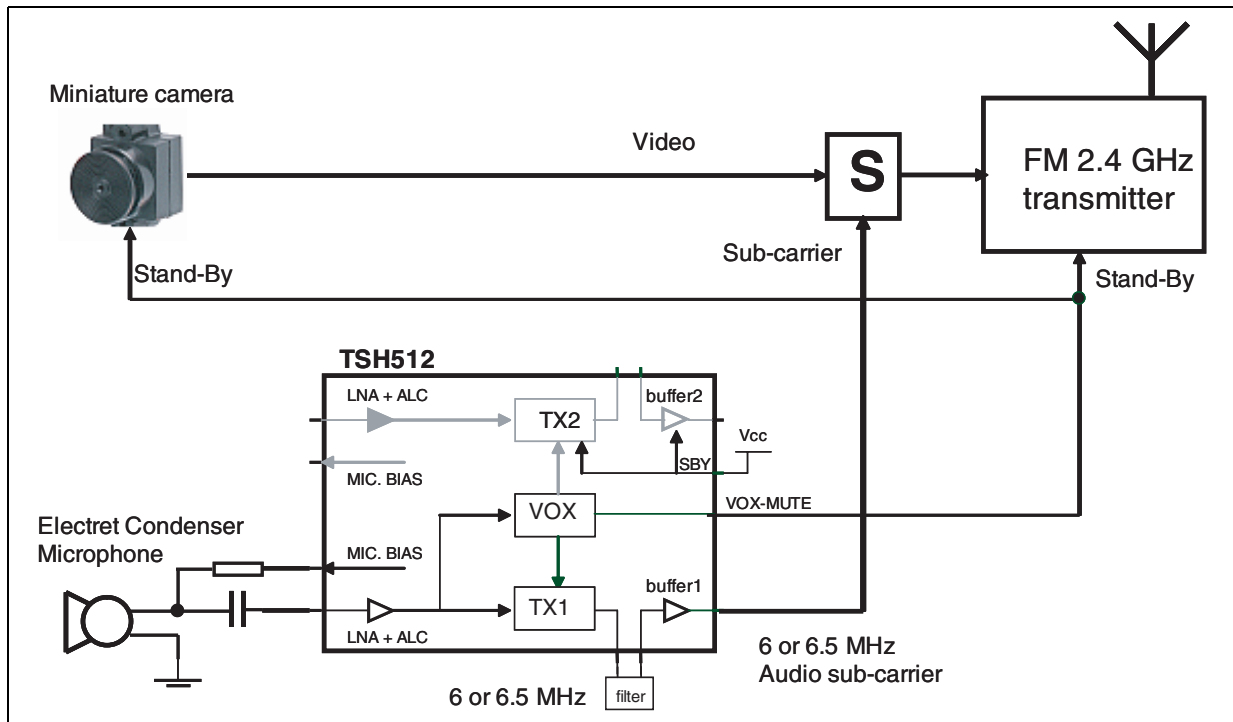 Miniature camera
Video
S
FM 2.4 GHz
transmitter
Sub-carrier
Stand-By
Stand-By
TSH512
LNA + ALC
TX2
buffer2
Vcc
SBY
MIC. BIAS
VOX
VOX-MUTE
Electret Condenser
Microphone
MIC. BIAS
TX1
buffer1
LNA + ALC
6 or 6.5 MHz
Audio sub-carrier
6 or 6.5 MHz
filter